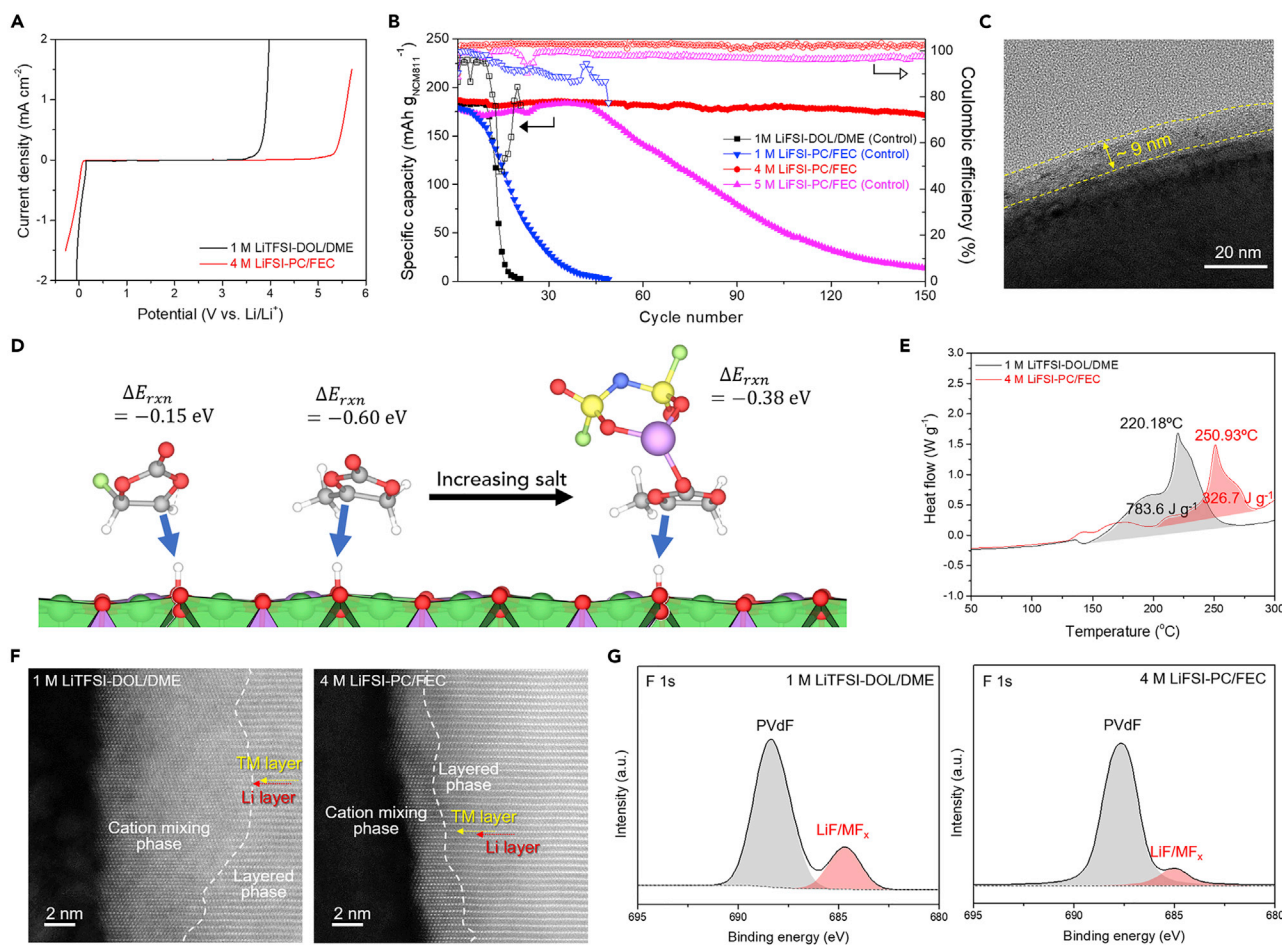 A
Current density (mA cm⁻²)
2
1
0
-1
-2
0 1 2 3 4 5 6
1 M LiTFSI-DOL/DME
4 M LiFSI-PC/FEC
Potential (V vs. Li/Li⁺)
B
Specific capacity (mAh g_NCM811⁻¹)
250
200
150
100
50
0
30 60 90 120 150
1M LiFSI-DOL/DME (Control)
1 M LiFSI-PC/FEC (Control)
4 M LiFSI-PC/FEC
5 M LiFSI-PC/FEC (Control)
100
80
60
40
20
0
Coulombic efficiency (%)
Cycle number
C
~ 9 nm
20 nm
D
ΔE_rxn
= −0.15 eV
ΔE_rxn
= −0.60 eV
Increasing salt
ΔE_rxn
= −0.38 eV
E
Heat flow (W g⁻¹)
3.0
2.5
2.0
1.5
1.0
0.5
0.0
-0.5
-1.0
50 100 150 200 250 300
1 M LiTFSI-DOL/DME
4 M LiFSI-PC/FEC
220.18ºC
250.93ºC
783.6 J g⁻¹
326.7 J g⁻¹
Temperature (°C)
F
1 M LiTFSI-DOL/DME
TM layer
Li layer
Cation mixing
phase
Layered
phase
2 nm
4 M LiFSI-PC/FEC
Layered
phase
TM layer
Li layer
Cation mixing
phase
2 nm
G
F 1s
1 M LiTFSI-DOL/DME
PVdF
LiF/MFₓ
Intensity (a.u.)
695 690 685 680
Binding energy (eV)
F 1s
4 M LiFSI-PC/FEC
PVdF
LiF/MFₓ
Intensity (a.u.)
695 690 685 680
Binding energy (eV)